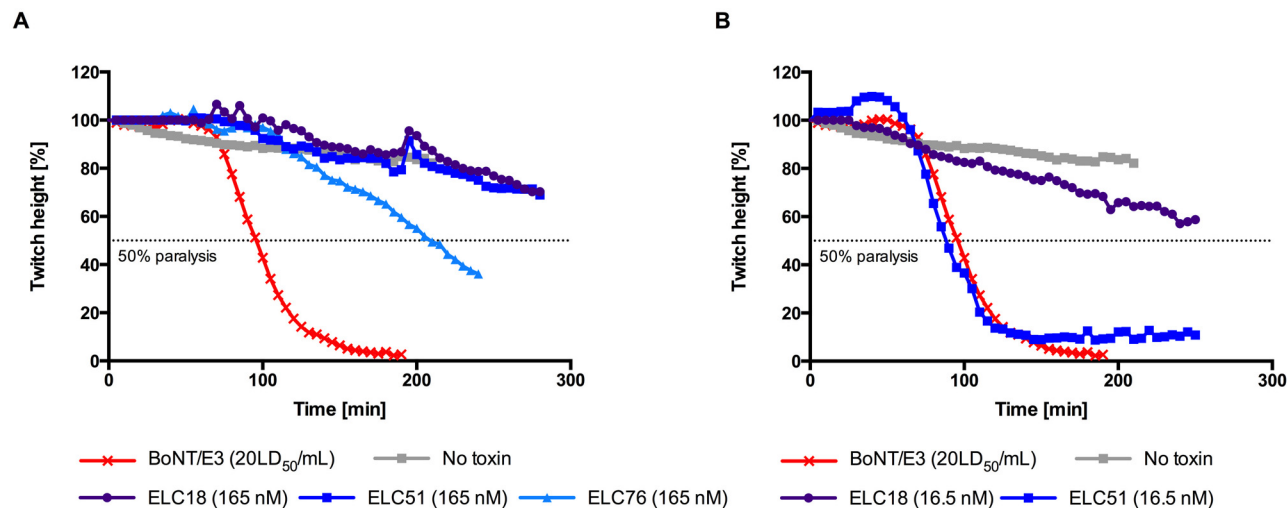 A
B
Twitch height [%]
120
100
80
60
40
20
0
50% paralysis
0
100
200
300
Time [min]
Twitch height [%]
120
100
80
60
40
20
0
50% paralysis
0
100
200
300
Time [min]
BoNT/E3 (20LD50/mL) No toxin
ELC18 (165 nM) ELC51 (165 nM) ELC76 (165 nM)
BoNT/E3 (20LD50/mL) No toxin
ELC18 (16.5 nM) ELC51 (16.5 nM)